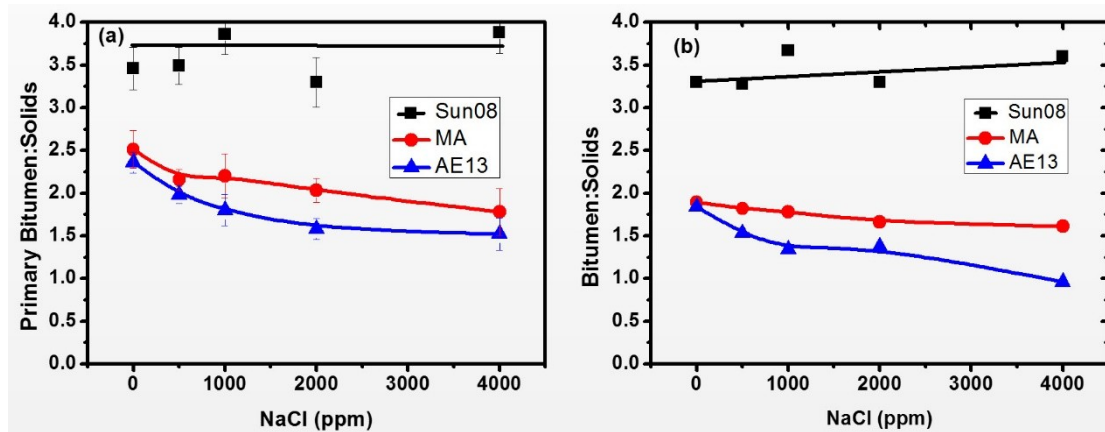 (a)
Primary Bitumen:Solids
4.0
3.5
3.0
2.5
2.0
1.5
1.0
0.5
0.0
Sun08
MA
AE13
0 1000 2000 3000 4000
NaCl (ppm)
(b)
Bitumen:Solids
4.0
3.5
3.0
2.5
2.0
1.5
1.0
0.5
0.0
Sun08
MA
AE13
0 1000 2000 3000 4000
NaCl (ppm)